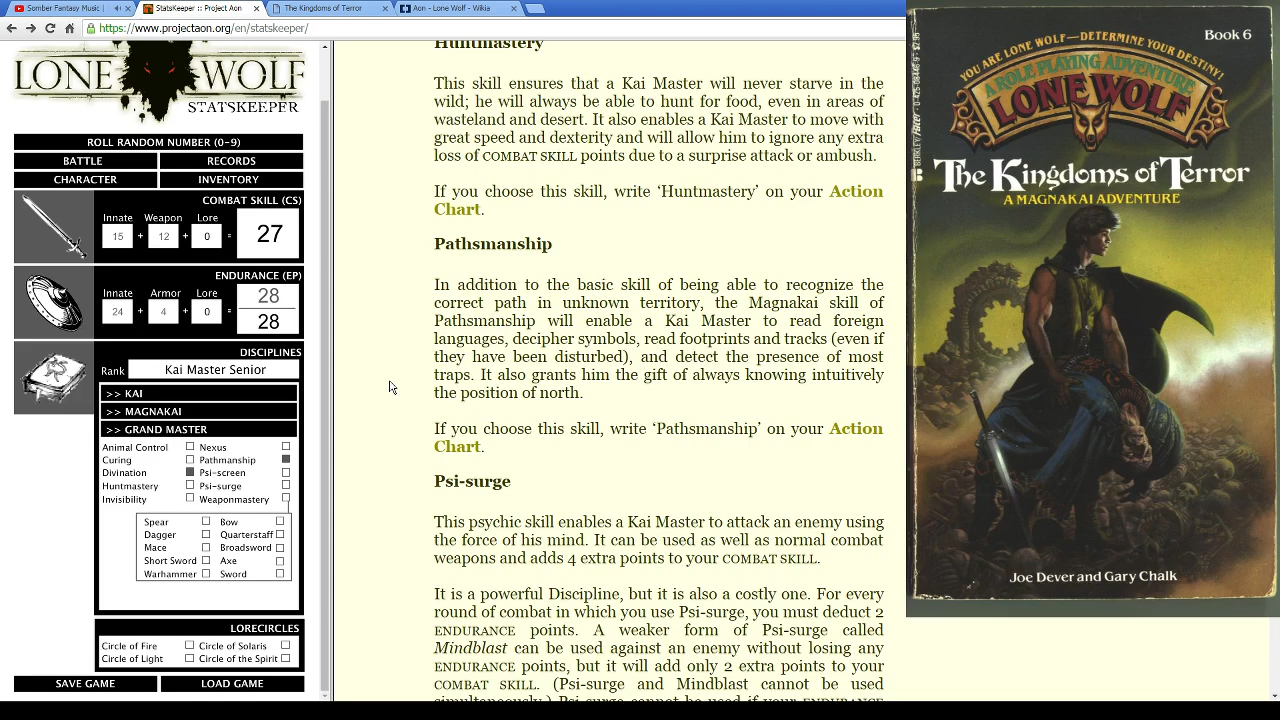 Somber Fantasy Music
StatsKeeper :: Project Aon
The Kingdoms of Terror
Aon - Lone Wolf - Wikia
https://www.projectaon.org/en/statskeeper/
LONE WOLF
STATSKEEPER
ROLL RANDOM NUMBER (0-9)
BATTLE RECORDS
CHARACTER INVENTORY
COMBAT SKILL (CS)
Innate Weapon Lore
15 + 12 + 0 = 27
ENDURANCE (EP)
Innate Armor Lore
28
24 + 4 + 0 = 28
DISCIPLINES
Rank Kai Master Senior
>> KAI
>> MAGNAKAI
>> GRAND MASTER
Animal Control Nexus
Curing Pathmanship
Divination Psi-screen
Huntmastery Psi-surge
Invisibility Weaponmastery
Spear Bow
Dagger Quarterstaff
Mace Broadsword
Short Sword Axe
Warhammer Sword
LORECIRCLES
Circle of Fire Circle of Solaris
Circle of Light Circle of the Spirit
SAVE GAME LOAD GAME
Huntmastery
This skill ensures that a Kai Master will never starve in the
wild; he will always be able to hunt for food, even in areas of
wasteland and desert. It also enables a Kai Master to move with
great speed and dexterity and will allow him to ignore any extra
loss of COMBAT SKILL points due to a surprise attack or ambush.
If you choose this skill, write ‘Huntmastery’ on your Action
Chart.
Pathsmanship
In addition to the basic skill of being able to recognize the
correct path in unknown territory, the Magnakai skill of
Pathsmanship will enable a Kai Master to read foreign
languages, decipher symbols, read footprints and tracks (even if
they have been disturbed), and detect the presence of most
traps. It also grants him the gift of always knowing intuitively
the position of north.
If you choose this skill, write ‘Pathsmanship’ on your Action
Chart.
Psi-surge
This psychic skill enables a Kai Master to attack an enemy using
the force of his mind. It can be used as well as normal combat
weapons and adds 4 extra points to your COMBAT SKILL.
It is a powerful Discipline, but it is also a costly one. For every
round of combat in which you use Psi-surge, you must deduct 2
ENDURANCE points. A weaker form of Psi-surge called
Mindblast can be used against an enemy without losing any
ENDURANCE points, but it will add only 2 extra points to your
COMBAT SKILL. (Psi-surge and Mindblast cannot be used
simultaneously.) Psi-surge cannot be used if your ENDURANCE
Book 6
YOU ARE LONE WOLF—DETERMINE YOUR DESTINY!
A ROLE PLAYING ADVENTURE
LONE WOLF
The Kingdoms of Terror
A MAGNAKAI ADVENTURE
Joe Dever and Gary Chalk